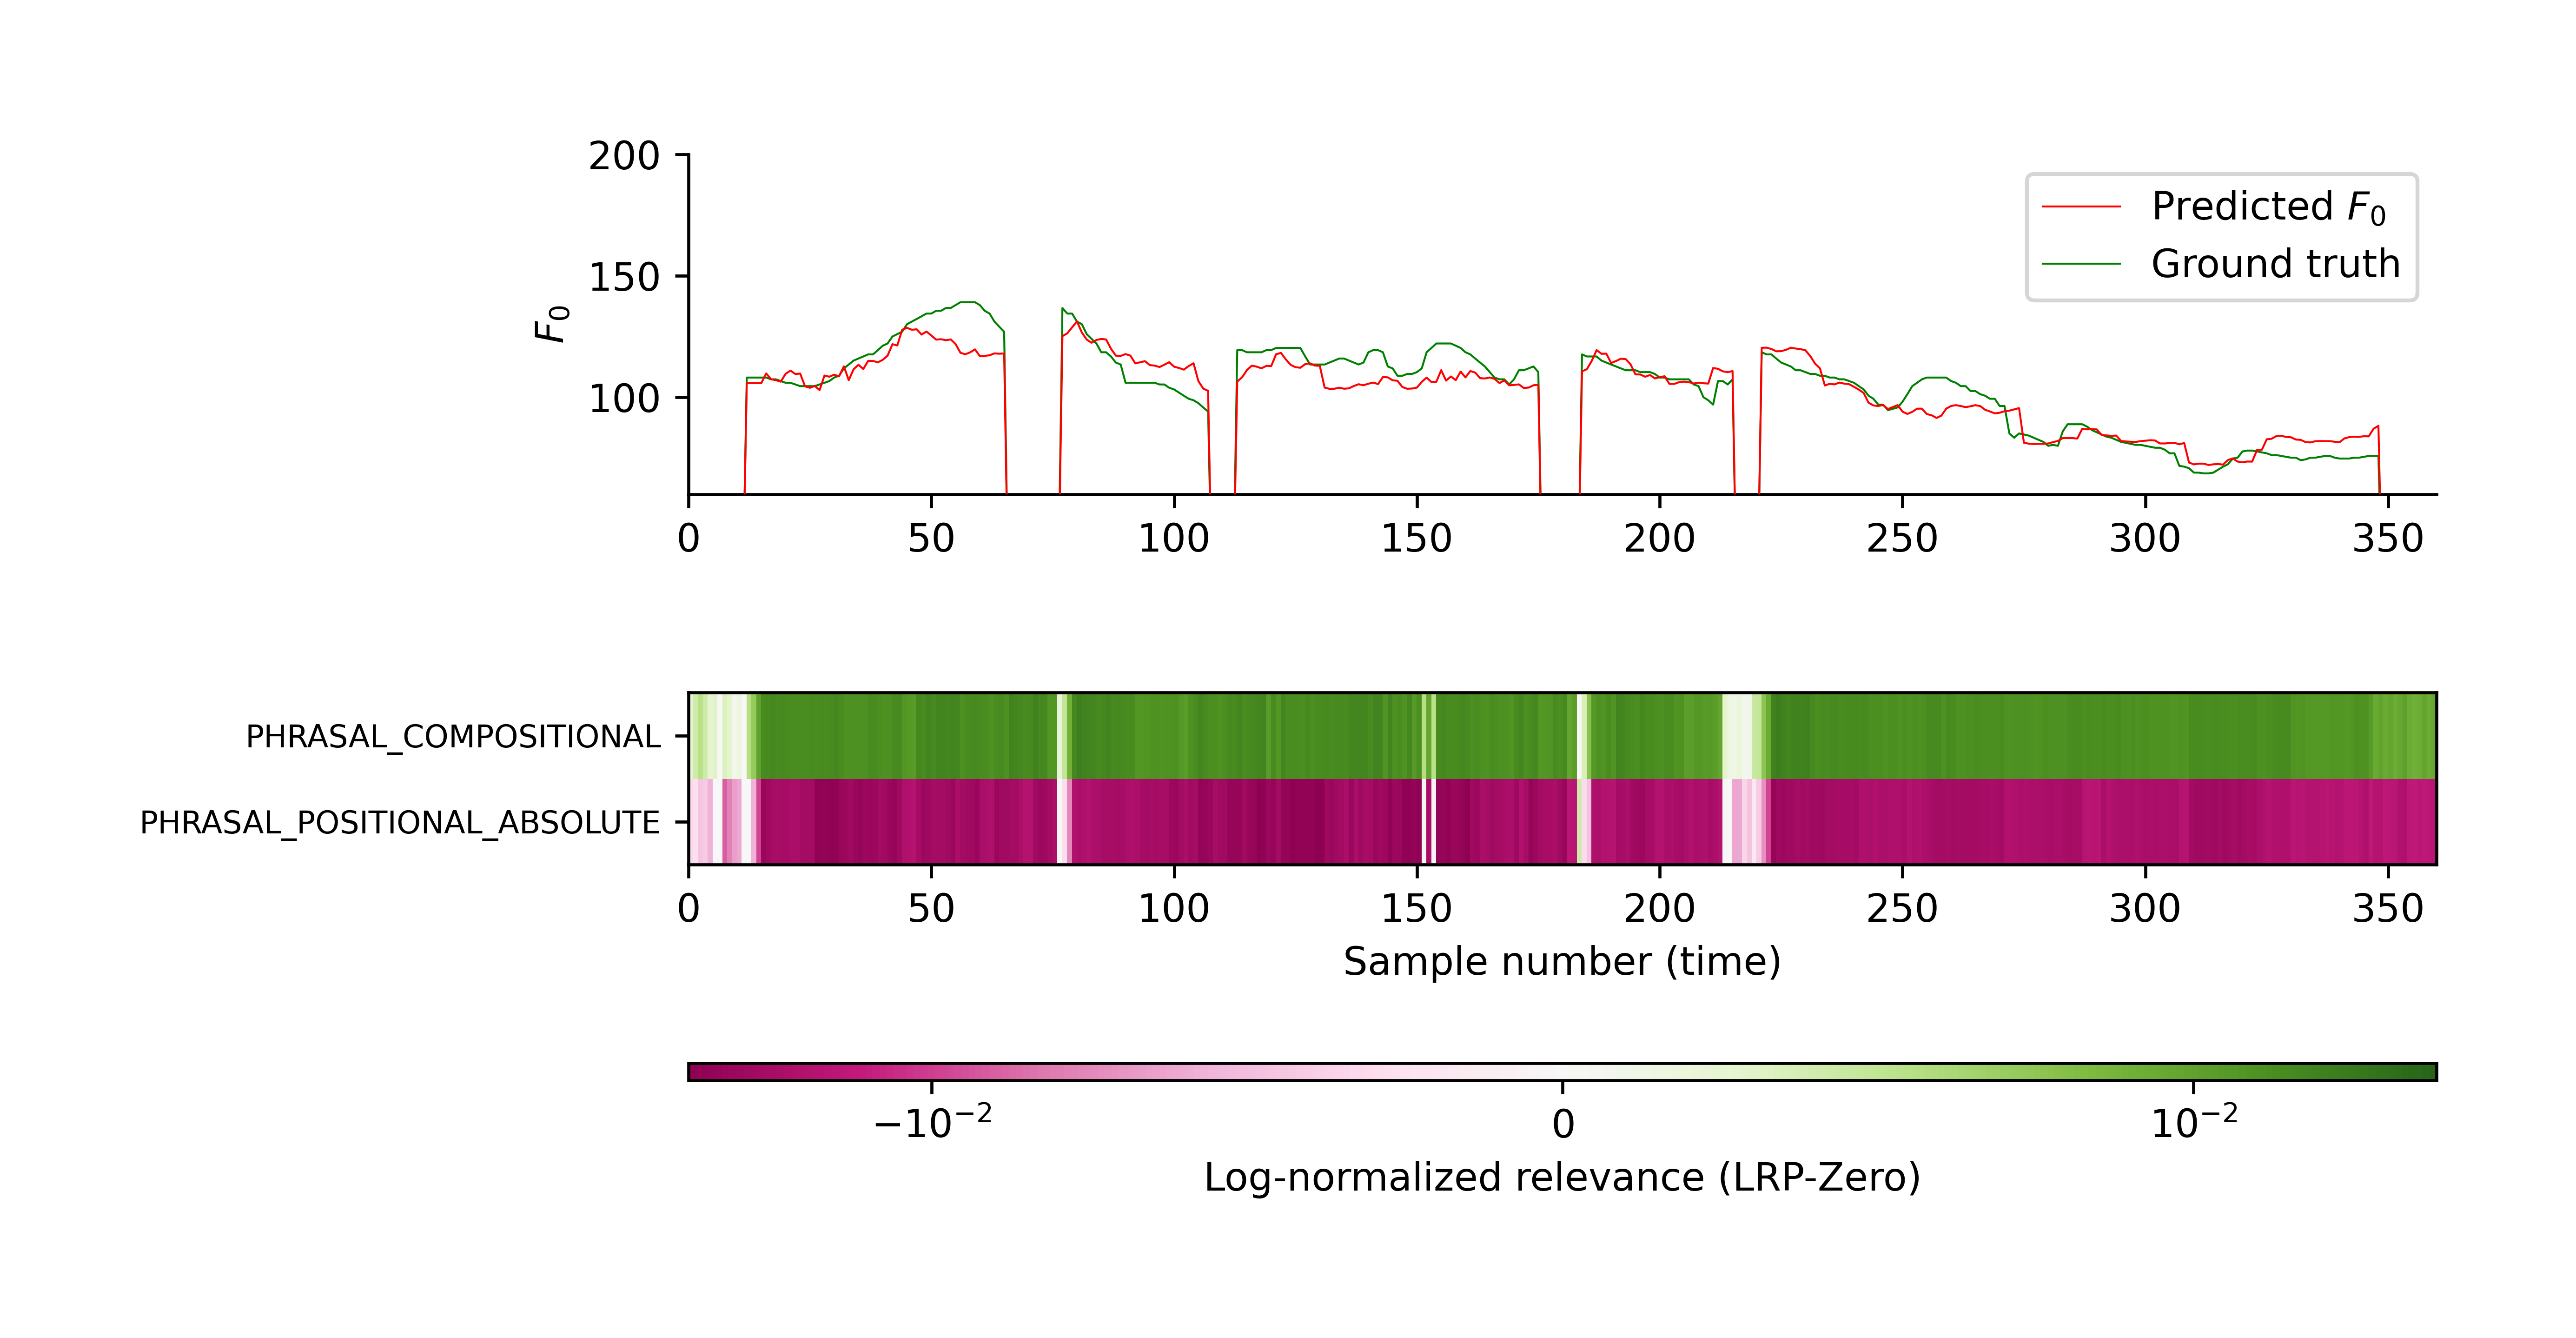 200
150
100
F₀
Predicted F₀
Ground truth
0 50 100 150 200 250 300 350
PHRASAL_COMPOSITIONAL
PHRASAL_POSITIONAL_ABSOLUTE
0 50 100 150 200 250 300 350
Sample number (time)
−10⁻² 0 10⁻²
Log-normalized relevance (LRP-Zero)